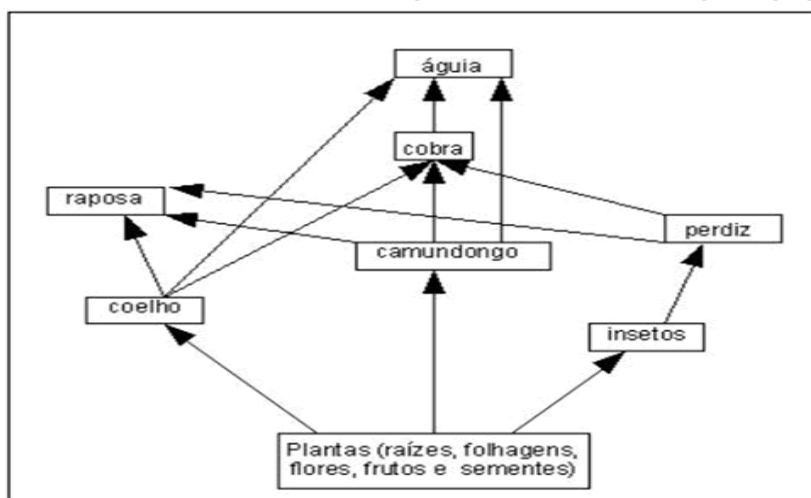 águia
cobra
raposa
perdiz
camundongo
coelho
insetos
Plantas (raízes, folhagens,
flores, frutos e sementes)